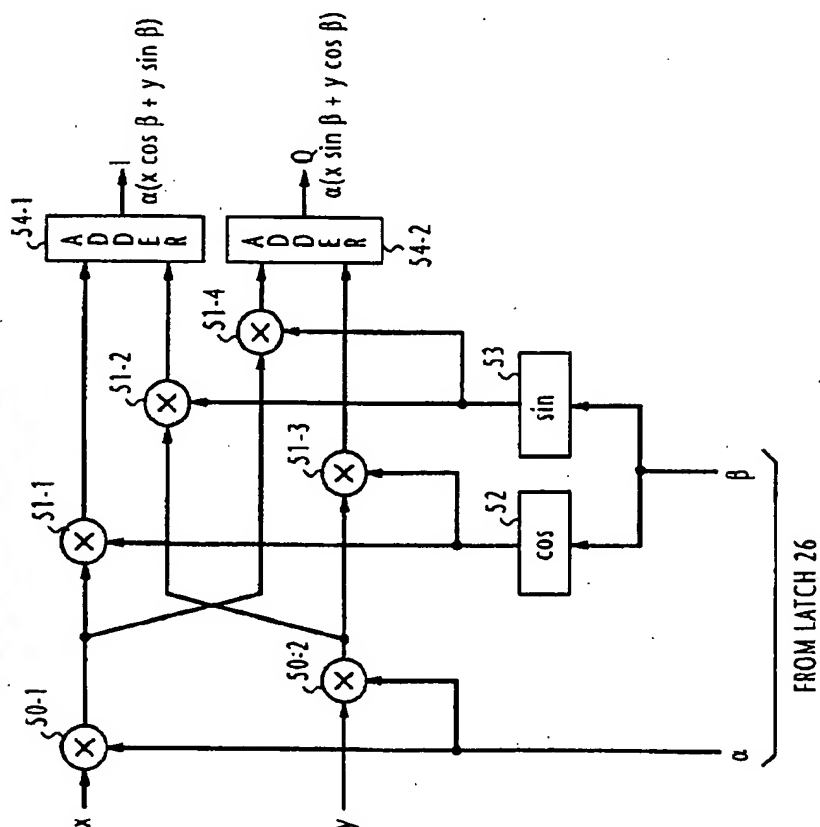 54-1
ADDER
I
α(x cos β + y sin β)
54-2
ADDER
Q
α(x sin β + y cos β)
51-1
51-2
51-3
51-4
50-1
50-2
x
y
52
cos
53
sin
α
β
FROM LATCH 26